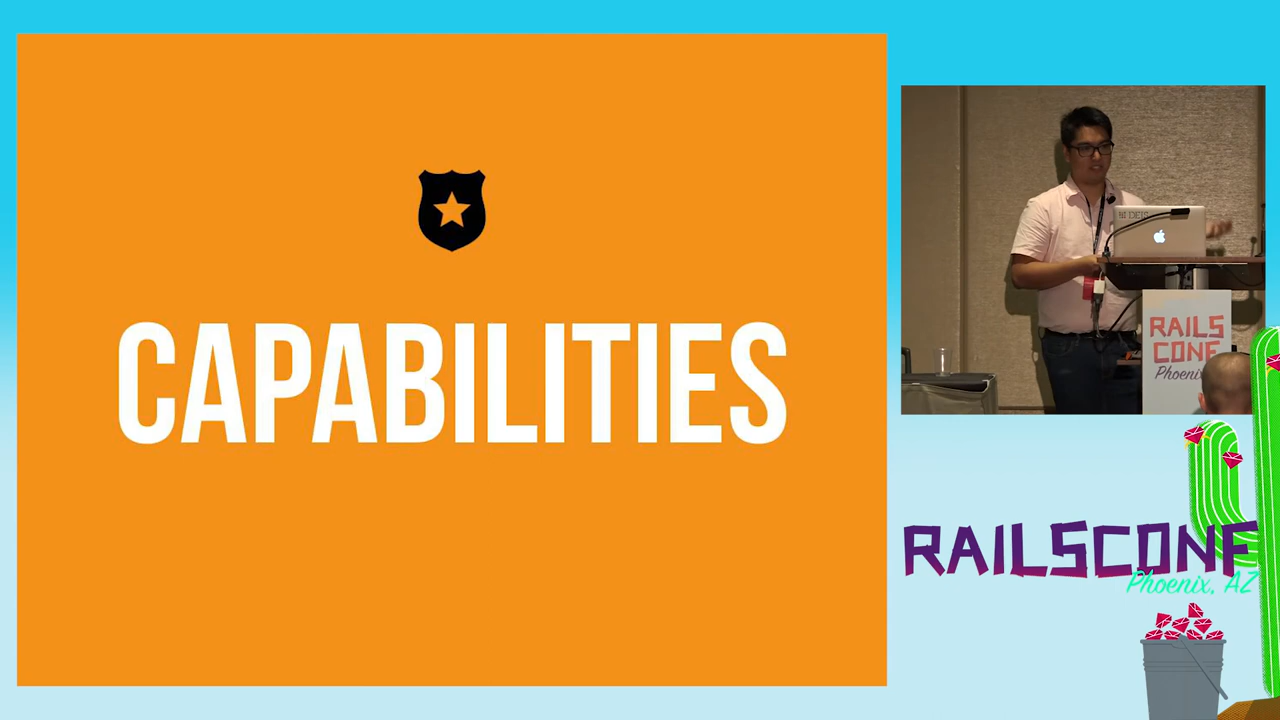 CAPABILITIES
RAILS
CONF
Phoenix
RAILSCONF
Phoenix, AZ